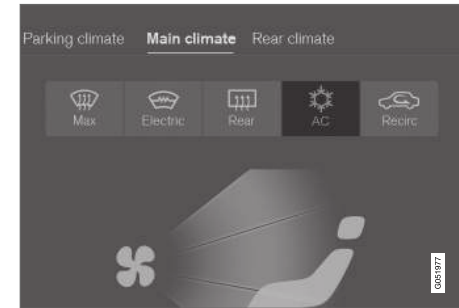 Parking climate Main climate Rear climate
Max Electric Rear AC Recirc
G051977